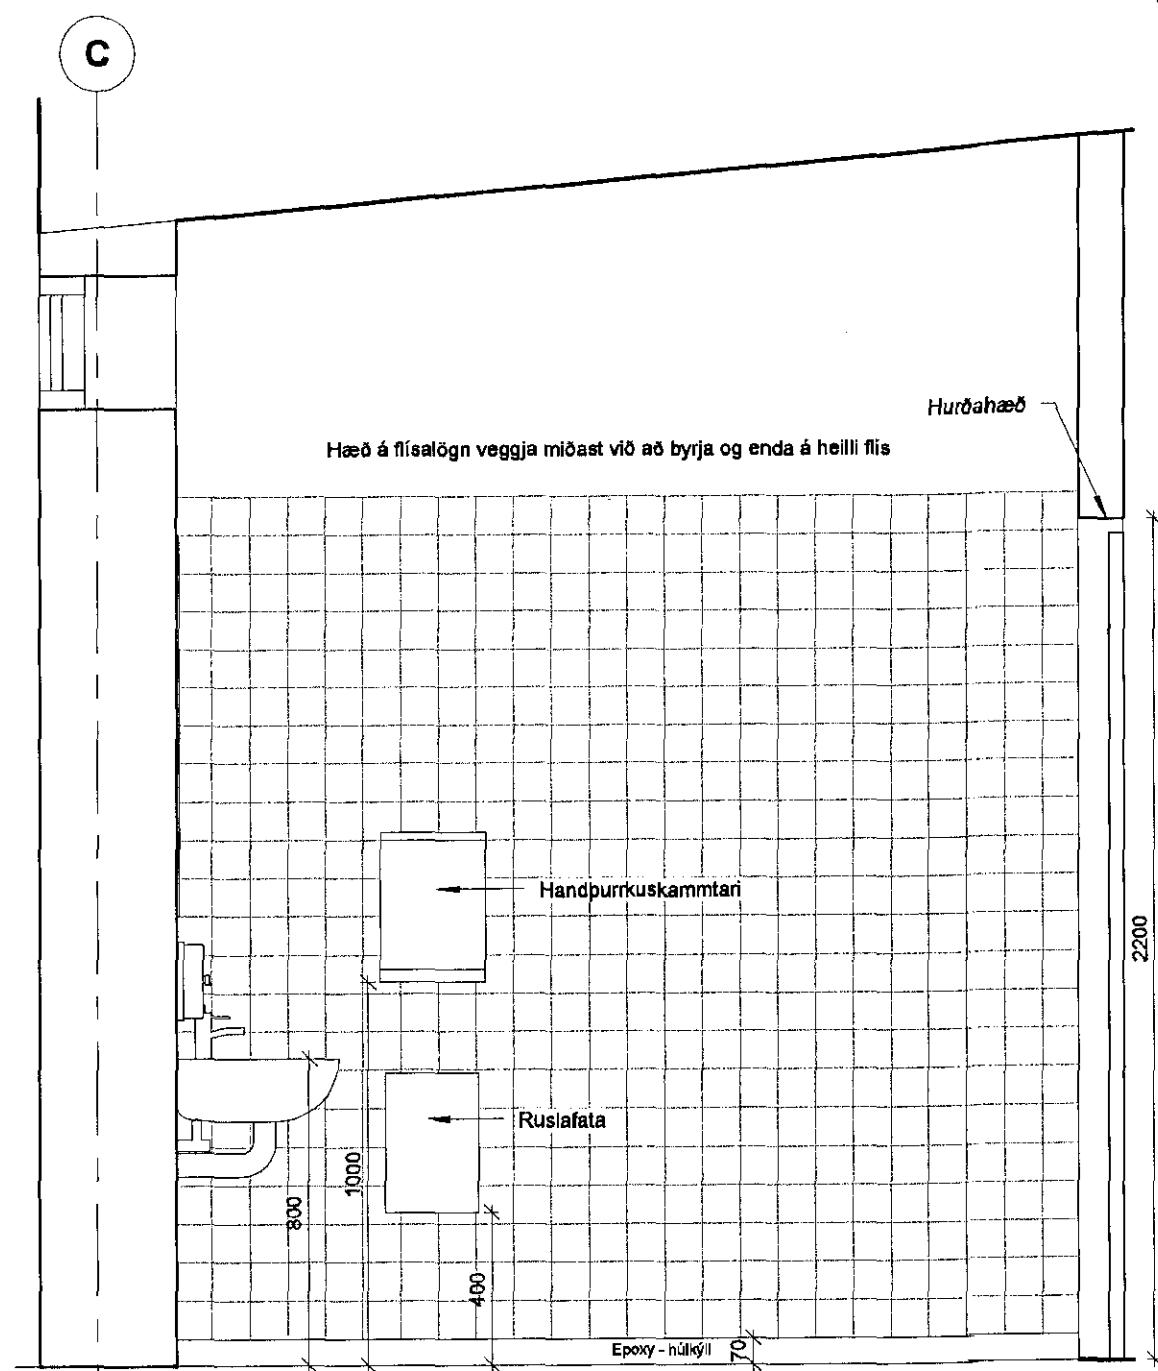 C
Hurðahæð
Hæð á flísalögn veggja miðast við að byrja og enda á heilli flís
Handþurrkuskammtari
2200
Ruslafata
1000
800
400
Epoxy - húlkýll
70